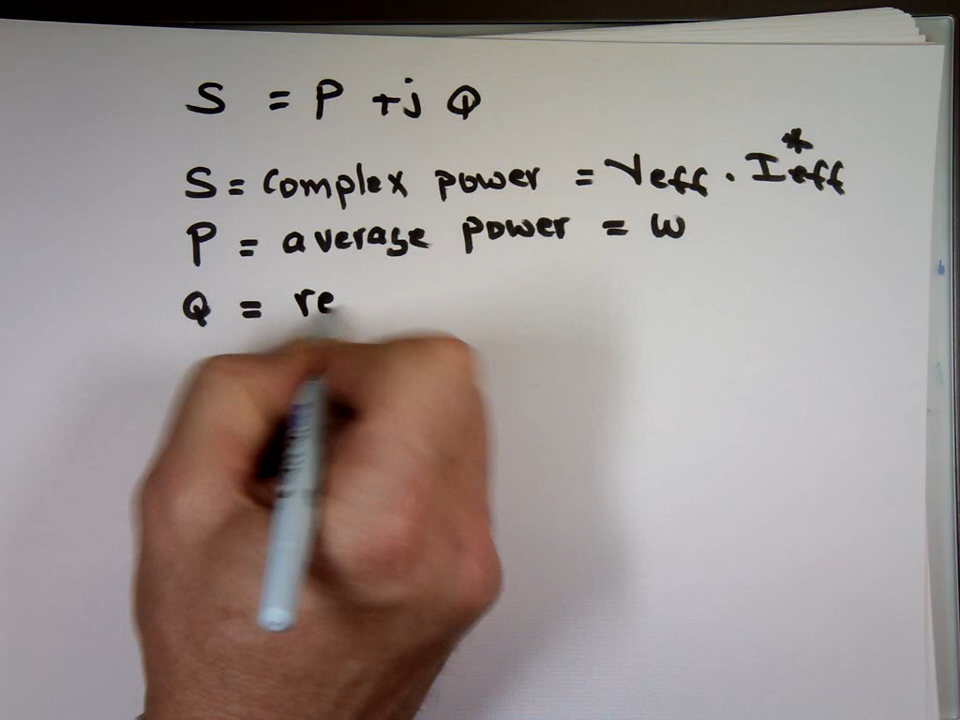 S = P + j Q
S = complex power = Veff . I*eff
P = average power = w
Q = re